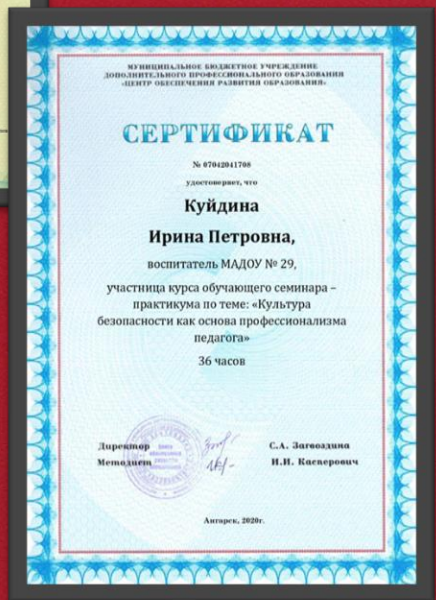 МУНИЦИПАЛЬНОЕ БЮДЖЕТНОЕ УЧРЕЖДЕНИЕ
ДОПОЛНИТЕЛЬНОГО ПРОФЕССИОНАЛЬНОГО ОБРАЗОВАНИЯ
«ЦЕНТР ОБЕСПЕЧЕНИЯ РАЗВИТИЯ ОБРАЗОВАНИЯ»
СЕРТИФИКАТ
№ 07042041708
удостоверяет, что
Куйдина
Ирина Петровна,
воспитатель МАДОУ № 29,
участница курса обучающего семинара –
практикума по теме: «Культура
безопасности как основа профессионализма
педагога»
36 часов
Директор С.А. Загвоздина
Методист Н.И. Касперович
Ангарск, 2020г.